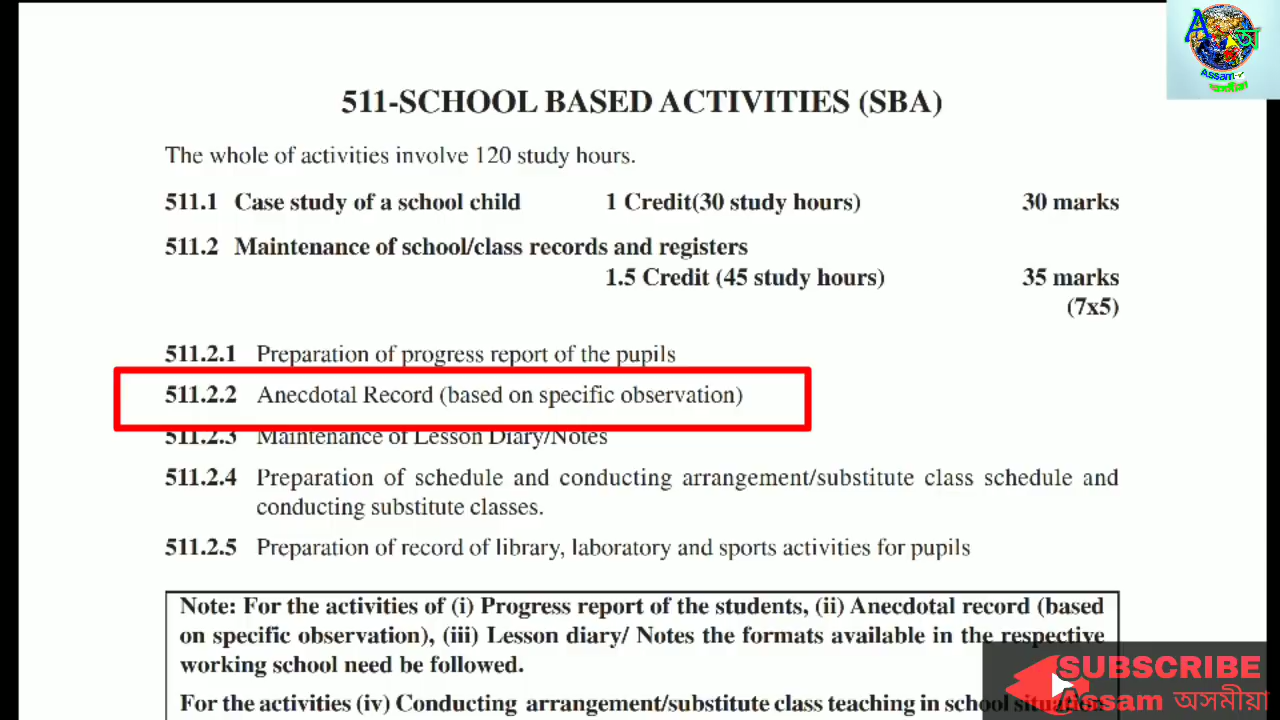 A অ
Assam
অসমীয়া
511-SCHOOL BASED ACTIVITIES (SBA)
The whole of activities involve 120 study hours.
511.1 Case study of a school child 1 Credit(30 study hours) 30 marks
511.2 Maintenance of school/class records and registers
1.5 Credit (45 study hours) 35 marks
(7x5)
511.2.1 Preparation of progress report of the pupils
511.2.2 Anecdotal Record (based on specific observation)
511.2.3 Maintenance of Lesson Diary/Notes
511.2.4 Preparation of schedule and conducting arrangement/substitute class schedule and
conducting substitute classes.
511.2.5 Preparation of record of library, laboratory and sports activities for pupils
Note: For the activities of (i) Progress report of the students, (ii) Anecdotal record (based
on specific observation), (iii) Lesson diary/ Notes the formats available in the respective
working school need be followed.
For the activities (iv) Conducting arrangement/substitute class teaching in school
SUBSCRIBE
Assam অসমীয়া